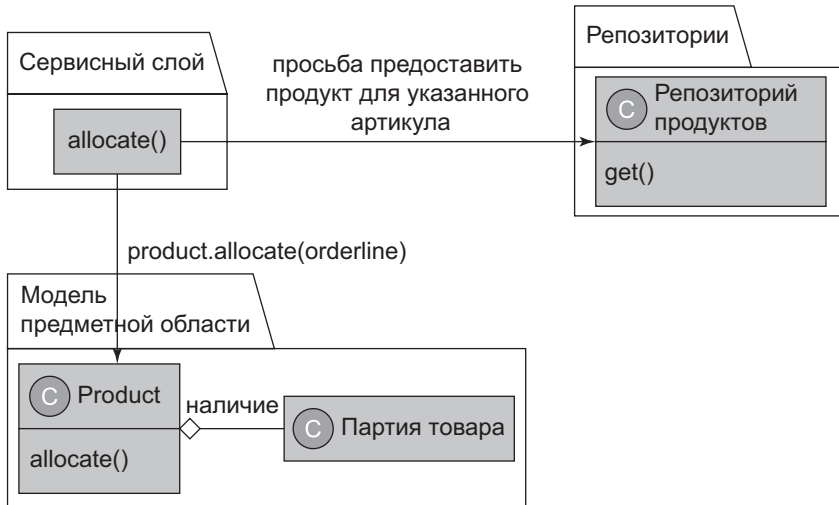 Сервисный слой
allocate()
просьба предоставить
продукт для указанного
артикула
Репозитории
C Репозиторий
продуктов
get()
product.allocate(orderline)
Модель
предметной области
C Product
allocate()
наличие
C Партия товара